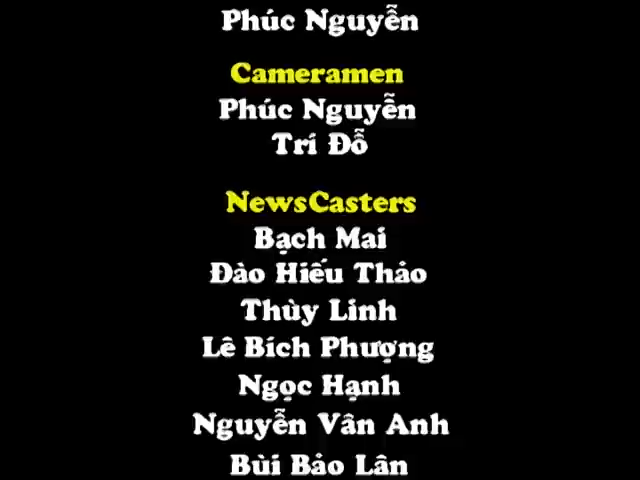 Phúc Nguyễn
Cameramen
Phúc Nguyễn
Trí Đỗ
NewsCasters
Bạch Mai
Đào Hiếu Thảo
Thùy Linh
Lê Bích Phượng
Ngọc Hạnh
Nguyễn Vân Anh
Bùi Bảo Lân